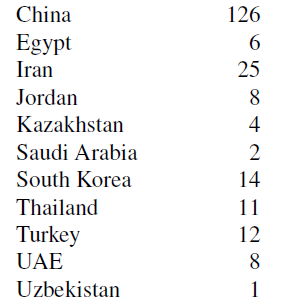 China 126
Egypt 6
Iran 25
Jordan 8
Kazakhstan 4
Saudi Arabia 2
South Korea 14
Thailand 11
Turkey 12
UAE 8
Uzbekistan 1